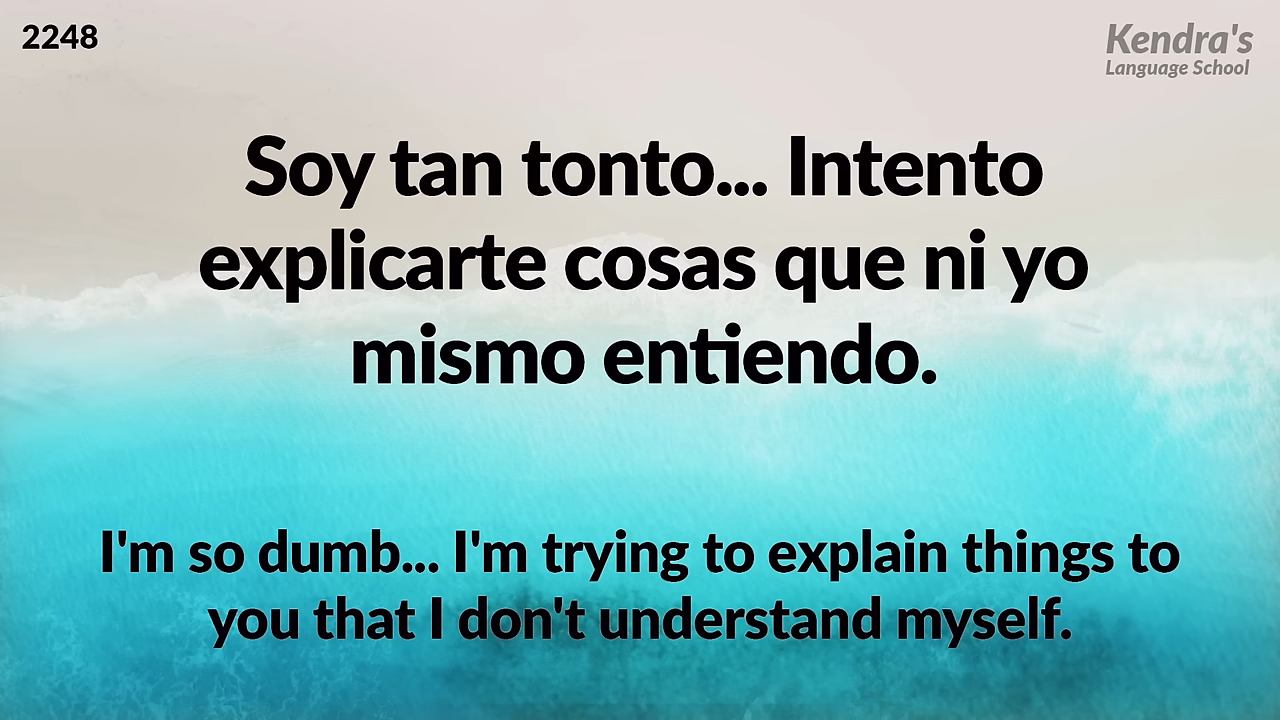 2248
Kendra's
Language School
Soy tan tonto... Intento
explicarte cosas que ni yo
mismo entiendo.
I'm so dumb... I'm trying to explain things to
you that I don't understand myself.